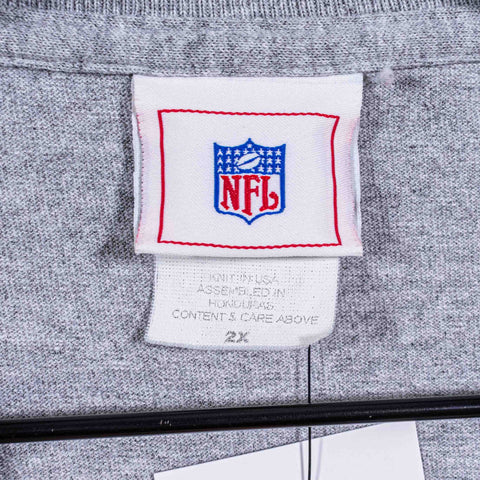 NFL
KNIT IN USA
ASSEMBLED IN
HONDURAS
CONTENT & CARE ABOVE
2X